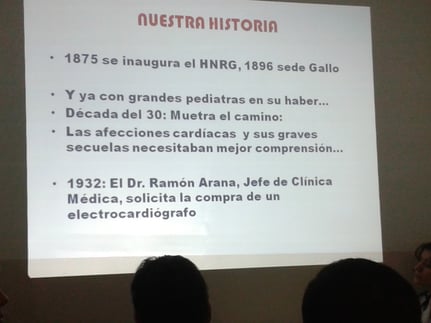 NUESTRA HISTORIA
• 1875 se inaugura el HNRG, 1896 sede Gallo
• Y ya con grandes pediatras en su haber...
• Década del 30: Muetra el camino:
• Las afecciones cardíacas y sus graves
secuelas necesitaban mejor comprensión...
• 1932: El Dr. Ramón Arana, Jefe de Clínica
Médica, solicita la compra de un
electrocardiógrafo